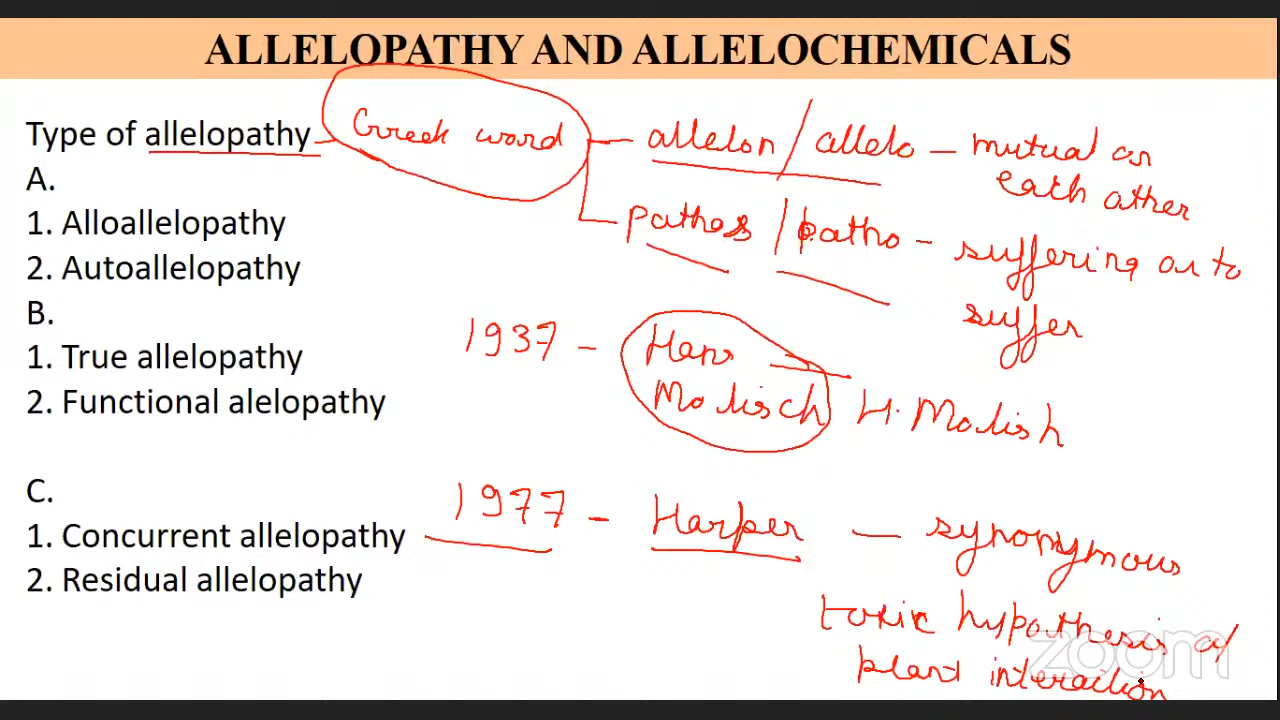 ALLELOPATHY AND ALLELOCHEMICALS
Type of allelopathy - Greek word - allelon / allelo - mutual or each other
pathos / patho - suffering or to suffer
A.
1. Alloallelopathy
2. Autoallelopathy
B.
1. True allelopathy
2. Functional alelopathy
1937 - Hans Molisch H. Molish
C.
1. Concurrent allelopathy
2. Residual allelopathy
1977 - Harper - synonymous
toxic hypothesis of
plant interaction
zoom